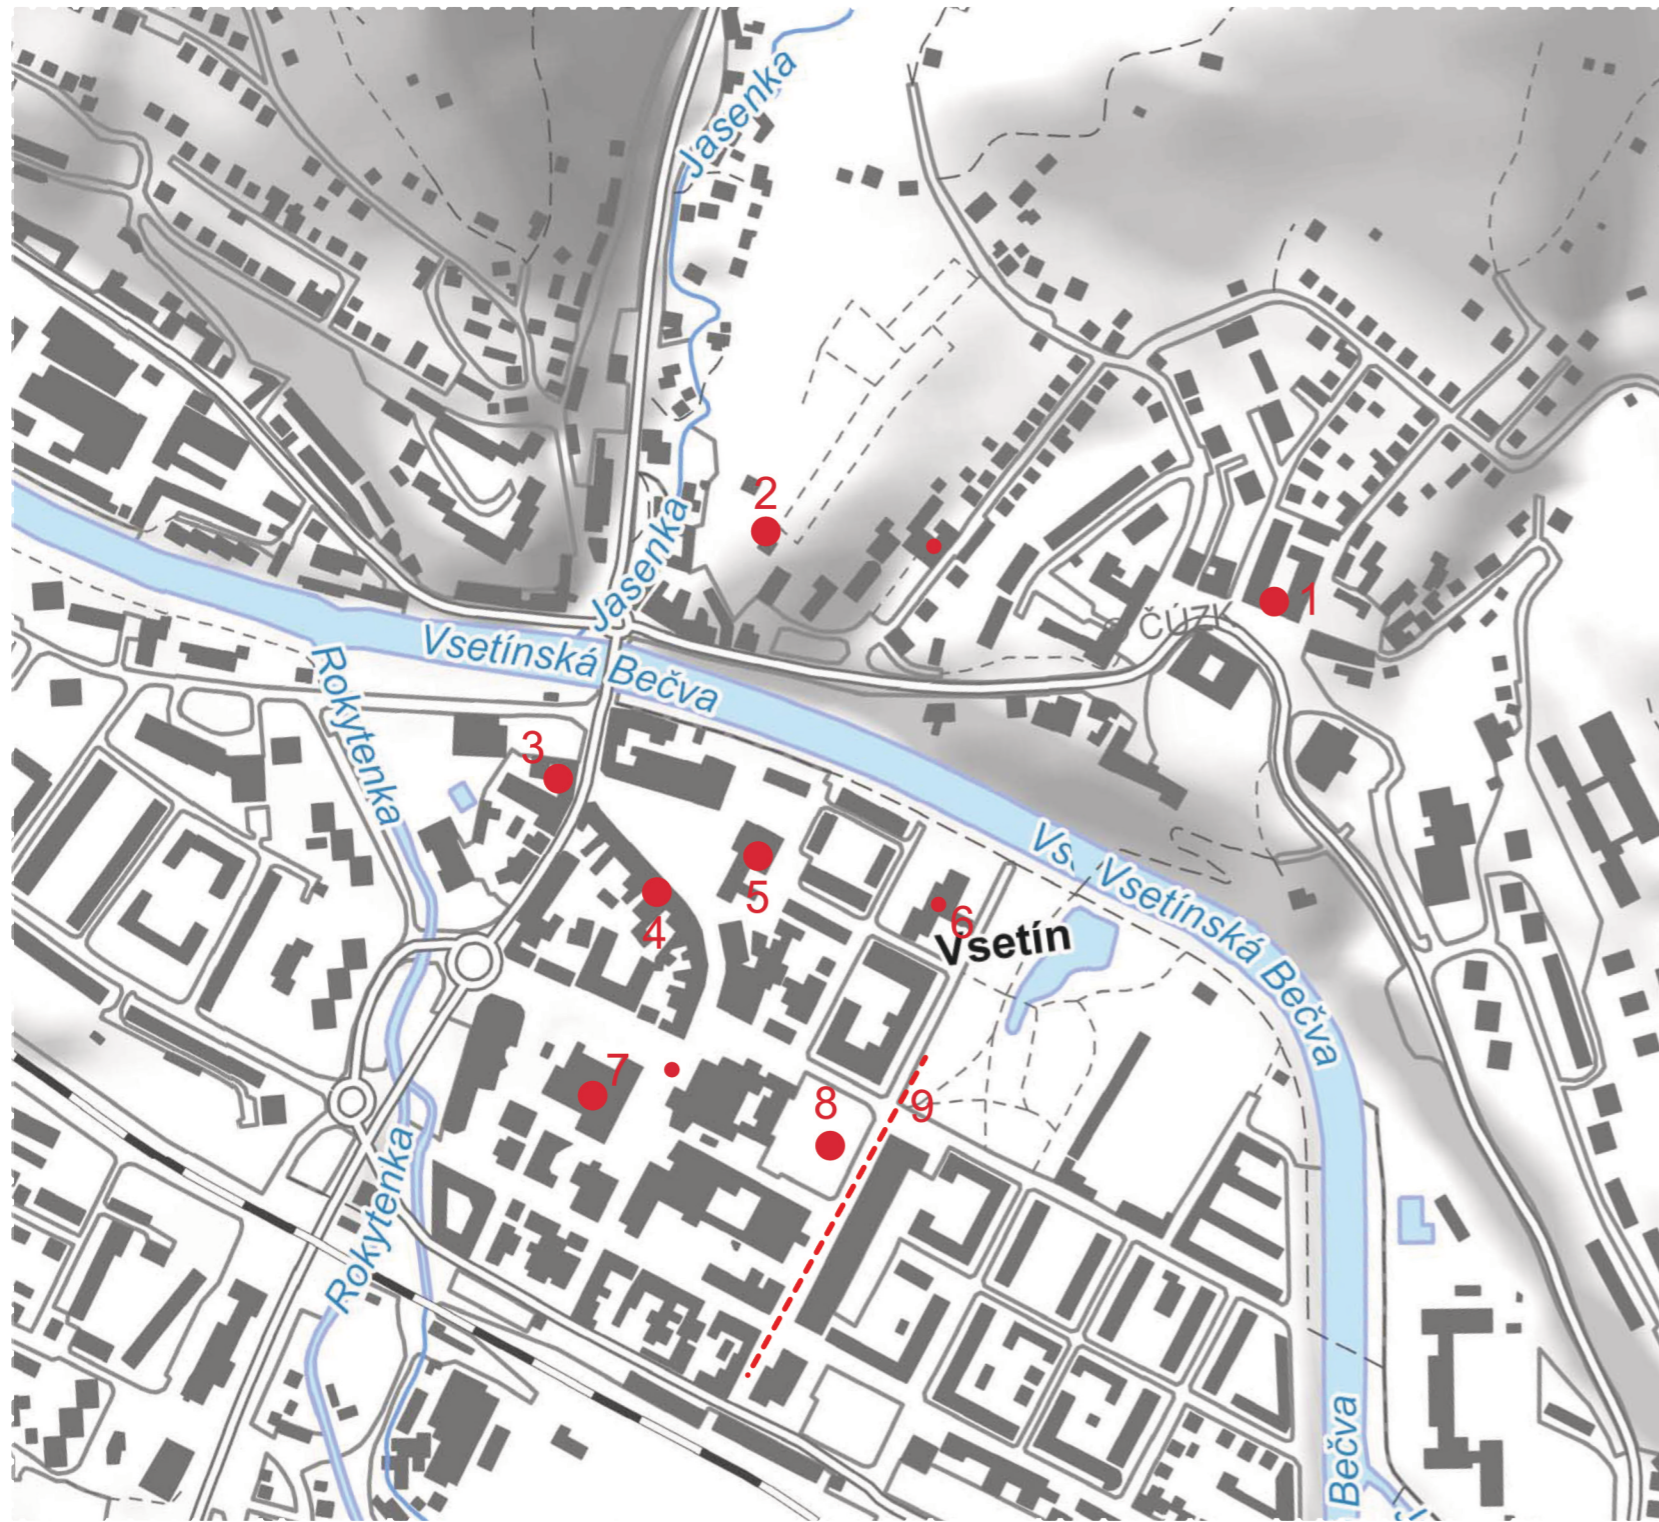 Jasenka
2
Jasenka
1
© ČÚZK
Vsetínská Bečva
Rokytenka
3
Vs
Vsetínská Bečva
5
4
6
Vsetín
7
8
9
Rokytenka
Bečva
J